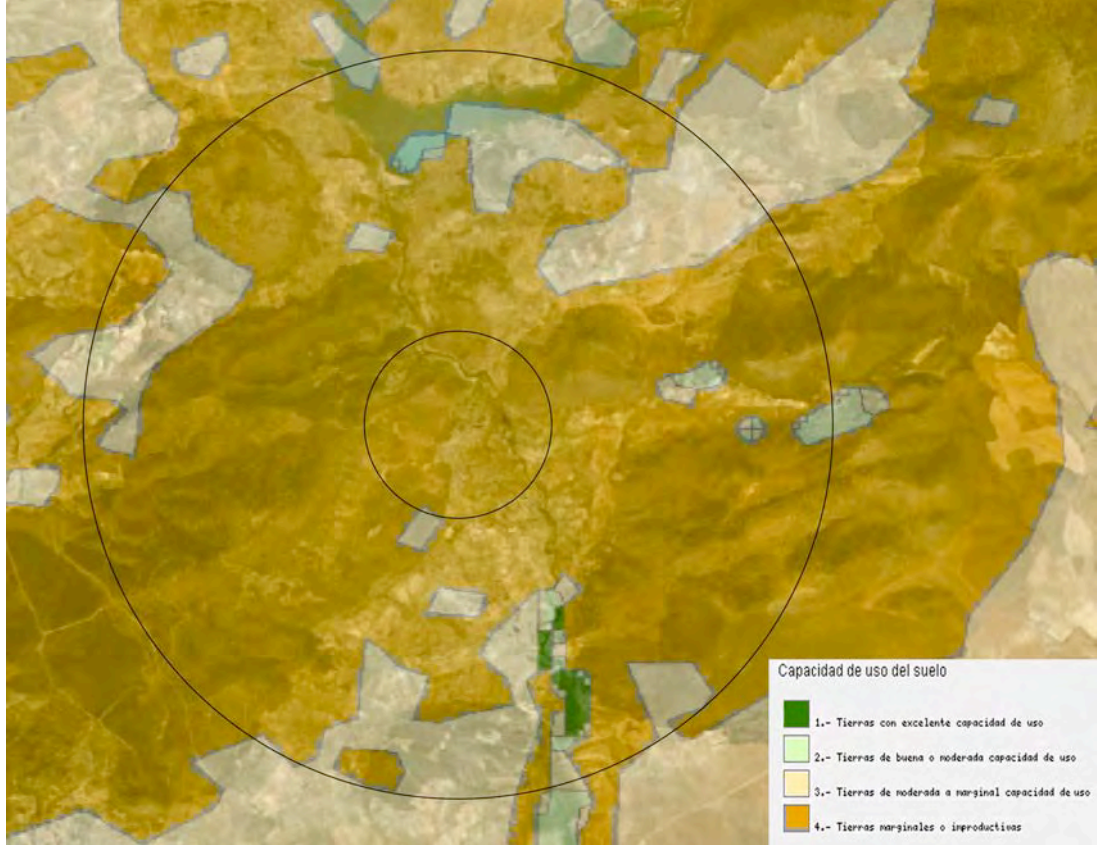 Capacidad de uso del suelo
1.- Tierras con excelente capacidad de uso
2.- Tierras de buena o moderada capacidad de uso
3.- Tierras de moderada a marginal capacidad de uso
4.- Tierras marginales o improductivas